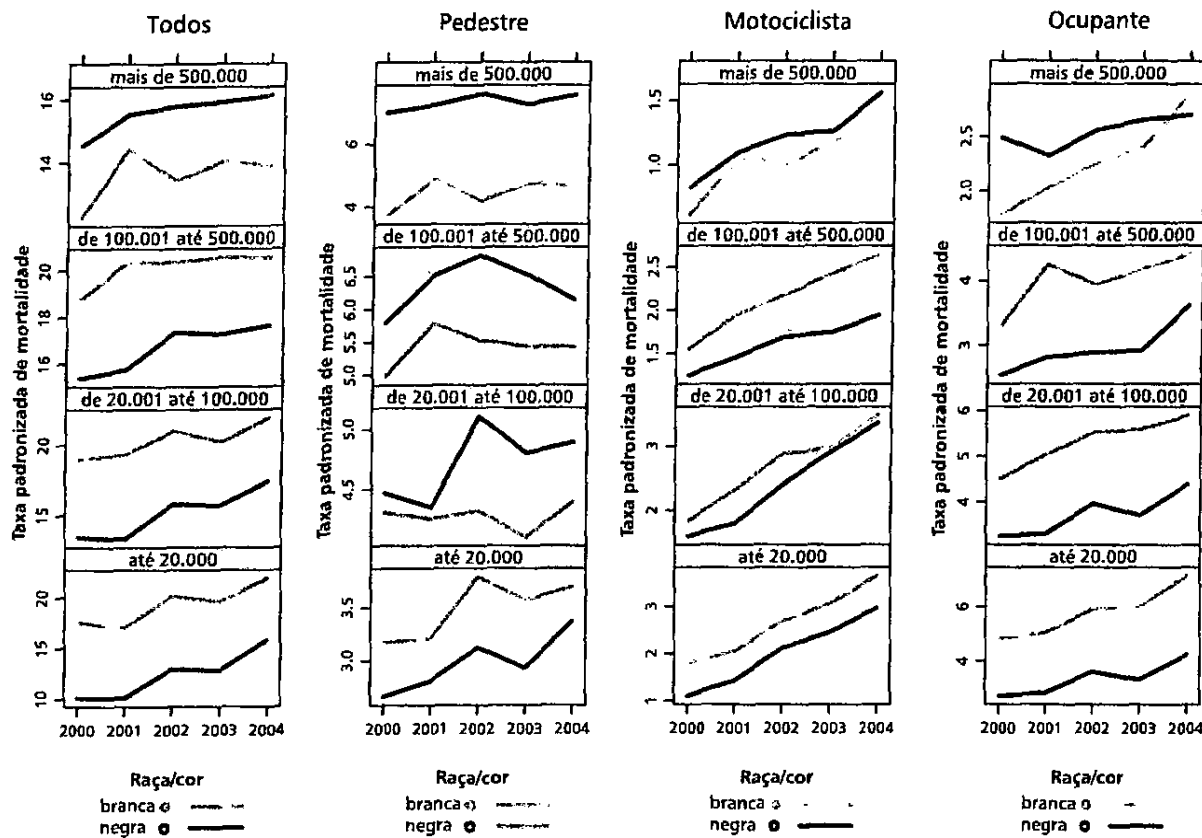 Todos
Pedestre
Motociclista
Ocupante
mais de 500.000
mais de 500.000
mais de 500.000
mais de 500.000
16
14
6
4
1.5
1.0
2.5
2.0
de 100.001 até 500.000
de 100.001 até 500.000
de 100.001 até 500.000
de 100.001 até 500.000
20
18
16
6.5
6.0
5.5
5.0
2.5
2.0
1.5
4
3
de 20.001 até 100.000
de 20.001 até 100.000
de 20.001 até 100.000
de 20.001 até 100.000
20
15
5.0
4.5
3
2
6
5
4
até 20.000
até 20.000
até 20.000
até 20.000
20
15
10
3.5
3.0
3
2
1
6
4
Taxa padronizada de mortalidade
Taxa padronizada de mortalidade
Taxa padronizada de mortalidade
Taxa padronizada de mortalidade
2000 2001 2002 2003 2004
2000 2001 2002 2003 2004
2000 2001 2002 2003 2004
2000 2001 2002 2003 2004
Raça/cor
branca
negra
Raça/cor
branca
negra
Raça/cor
branca
negra
Raça/cor
branca
negra